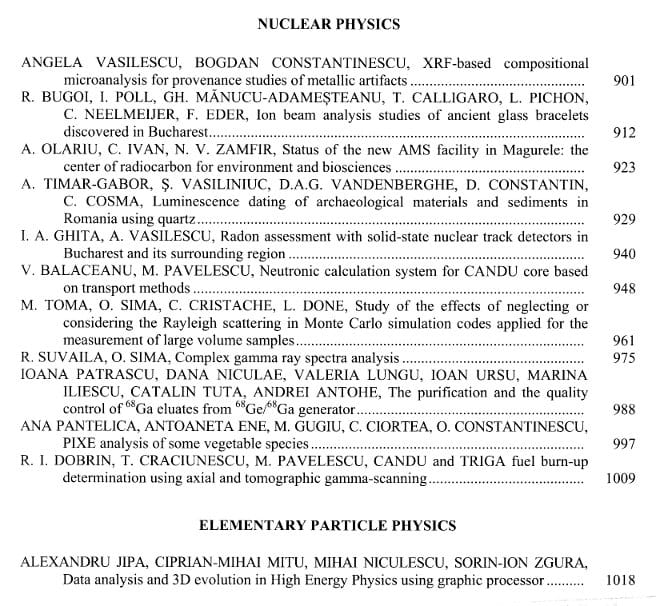 NUCLEAR PHYSICS
ANGELA VASILESCU, BOGDAN CONSTANTINESCU, XRF-based compositional
microanalysis for provenance studies of metallic artifacts ............................................ 901
R. BUGOI, I. POLL, GH. MĂNUCU-ADAMEŞTEANU, T. CALLIGARO, L. PICHON,
C. NEELMEIJER, F. EDER, Ion beam analysis studies of ancient glass bracelets
discovered in Bucharest............................................................................................... 912
A. OLARIU, C. IVAN, N. V. ZAMFIR, Status of the new AMS facility in Magurele: the
center of radiocarbon for environment and biosciences ................................................ 923
A. TIMAR-GABOR, Ş. VASILINIUC, D.A.G. VANDENBERGHE, D. CONSTANTIN,
C. COSMA, Luminescence dating of archaeological materials and sediments in
Romania using quartz.................................................................................................. 929
I. A. GHITA, A. VASILESCU, Radon assessment with solid-state nuclear track detectors in
Bucharest and its surrounding region ........................................................................... 940
V. BALACEANU, M. PAVELESCU, Neutronic calculation system for CANDU core based
on transport methods ................................................................................................... 948
M. TOMA, O. SIMA, C. CRISTACHE, L. DONE, Study of the effects of neglecting or
considering the Rayleigh scattering in Monte Carlo simulation codes applied for the
measurement of large volume samples......................................................................... 961
R. SUVAILA, O. SIMA, Complex gamma ray spectra analysis .............................................. 975
IOANA PATRASCU, DANA NICULAE, VALERIA LUNGU, IOAN URSU, MARINA
ILIESCU, CATALIN TUTA, ANDREI ANTOHE, The purification and the quality
control of ⁶⁸Ga eluates from ⁶⁸Ge/⁶⁸Ga generator......................................................... 988
ANA PANTELICA, ANTOANETA ENE, M. GUGIU, C. CIORTEA, O. CONSTANTINESCU,
PIXE analysis of some vegetable species..................................................................... 997
R. I. DOBRIN, T. CRACIUNESCU, M. PAVELESCU, CANDU and TRIGA fuel burn-up
determination using axial and tomographic gamma-scanning....................................... 1009
ELEMENTARY PARTICLE PHYSICS
ALEXANDRU JIPA, CIPRIAN-MIHAI MITU, MIHAI NICULESCU, SORIN-ION ZGURA,
Data analysis and 3D evolution in High Energy Physics using graphic processor .......... 1018